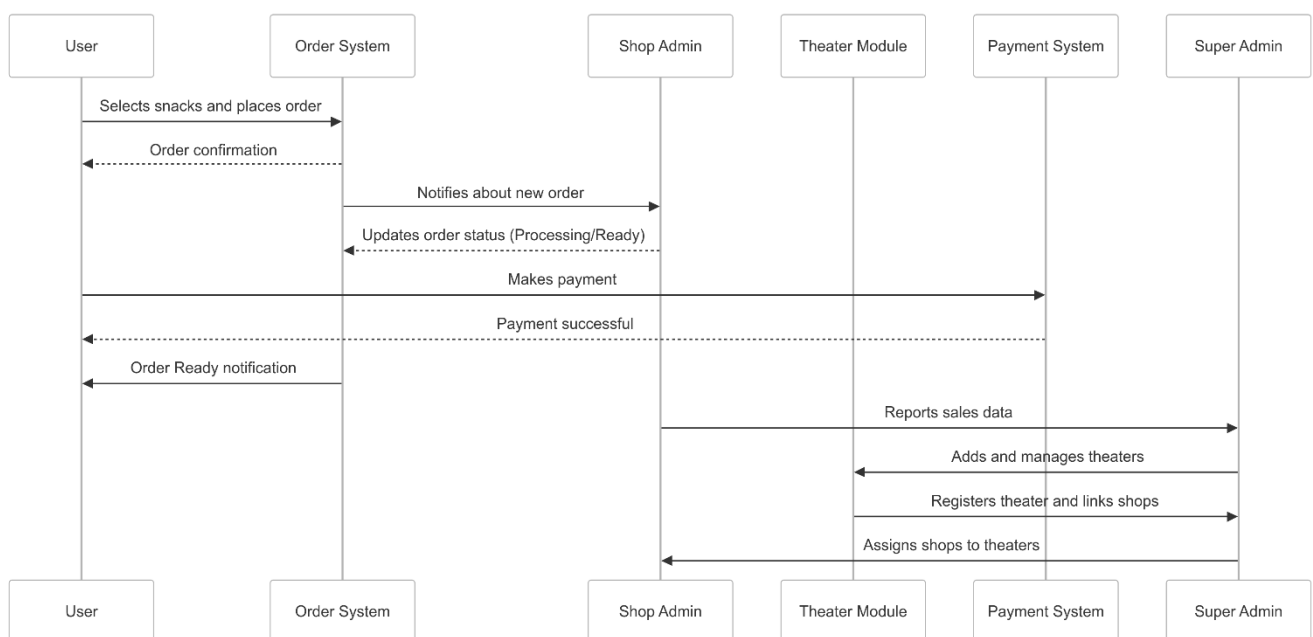 User
Order System
Shop Admin
Theater Module
Payment System
Super Admin
Selects snacks and places order
Order confirmation
Notifies about new order
Updates order status (Processing/Ready)
Makes payment
Payment successful
Order Ready notification
Reports sales data
Adds and manages theaters
Registers theater and links shops
Assigns shops to theaters
User
Order System
Shop Admin
Theater Module
Payment System
Super Admin